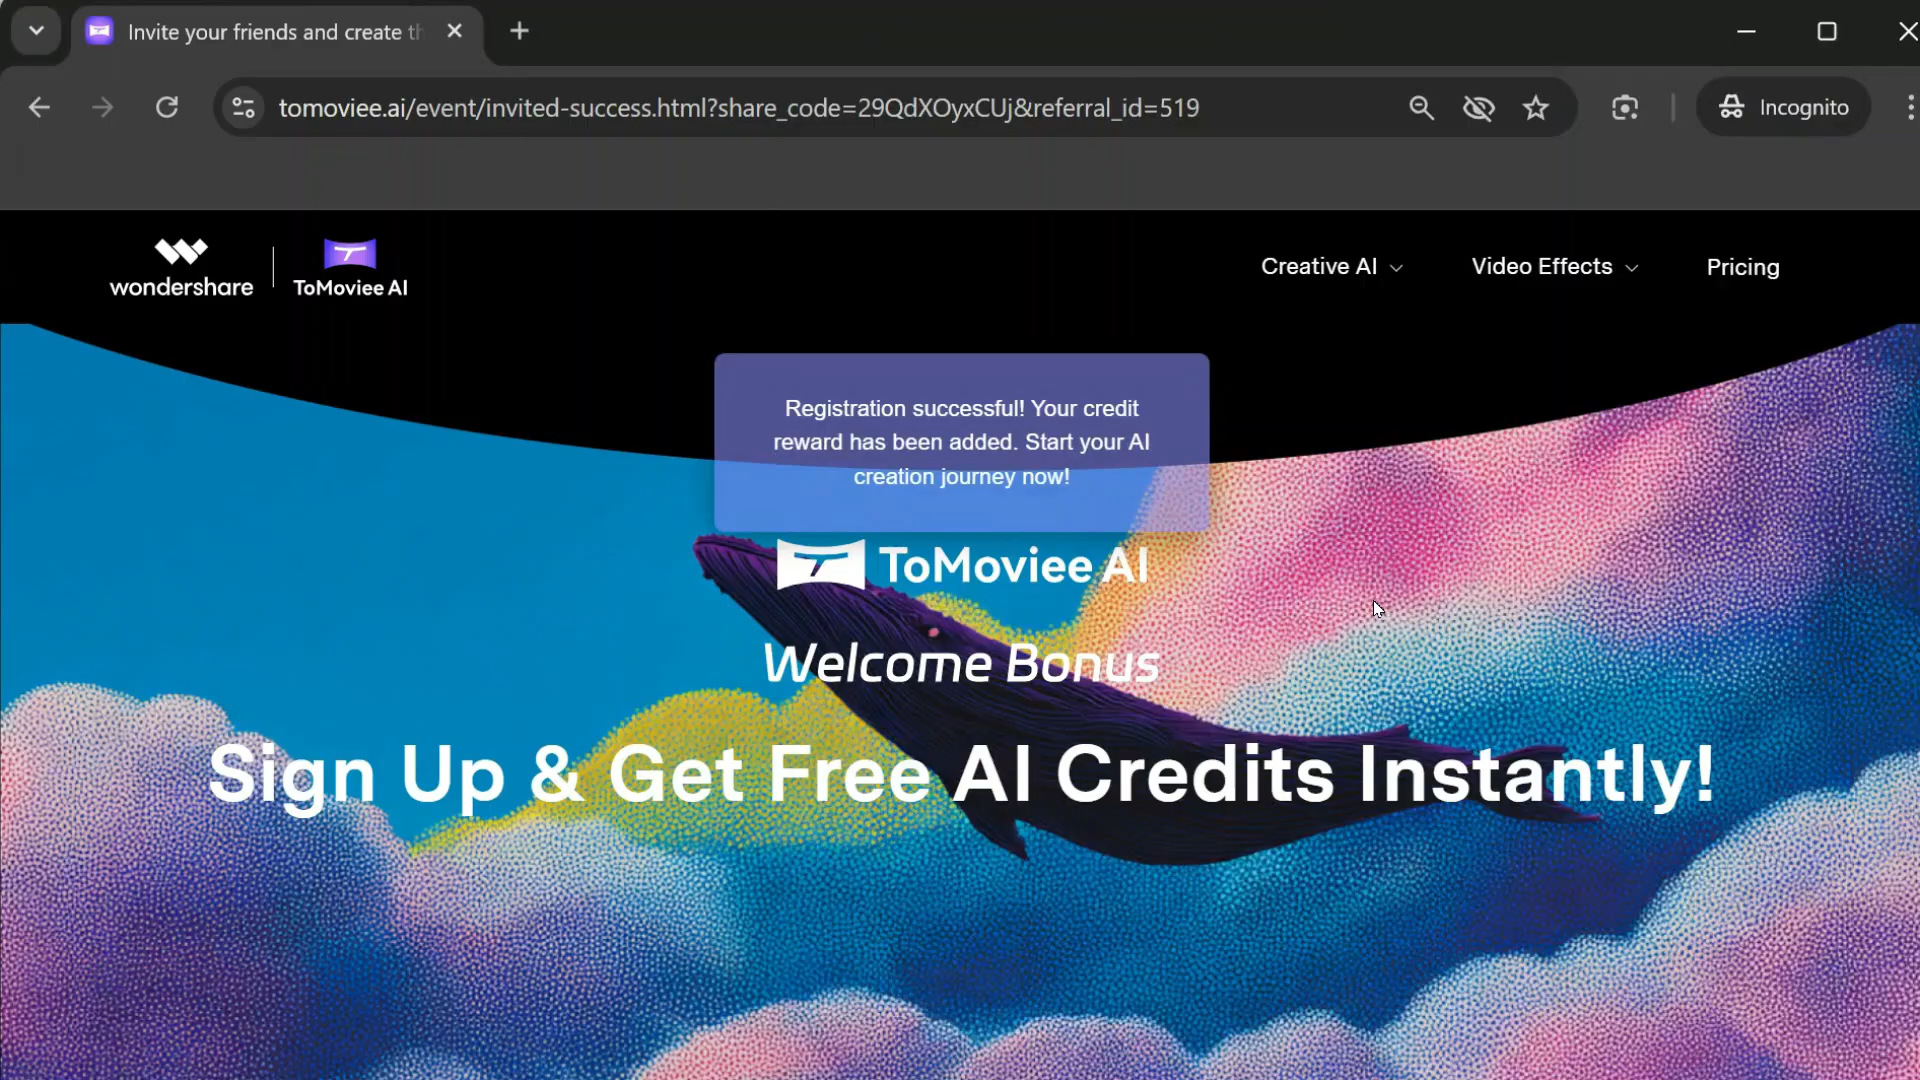 Invite your friends and create th
tomoviee.ai/event/invited-success.html?share_code=29QdXOyxCUj&referral_id=519
Incognito
wondershare
ToMoviee AI
Creative AI
Video Effects
Pricing
Registration successful! Your credit
reward has been added. Start your AI
creation journey now!
ToMoviee AI
Welcome Bonus
Sign Up & Get Free AI Credits Instantly!